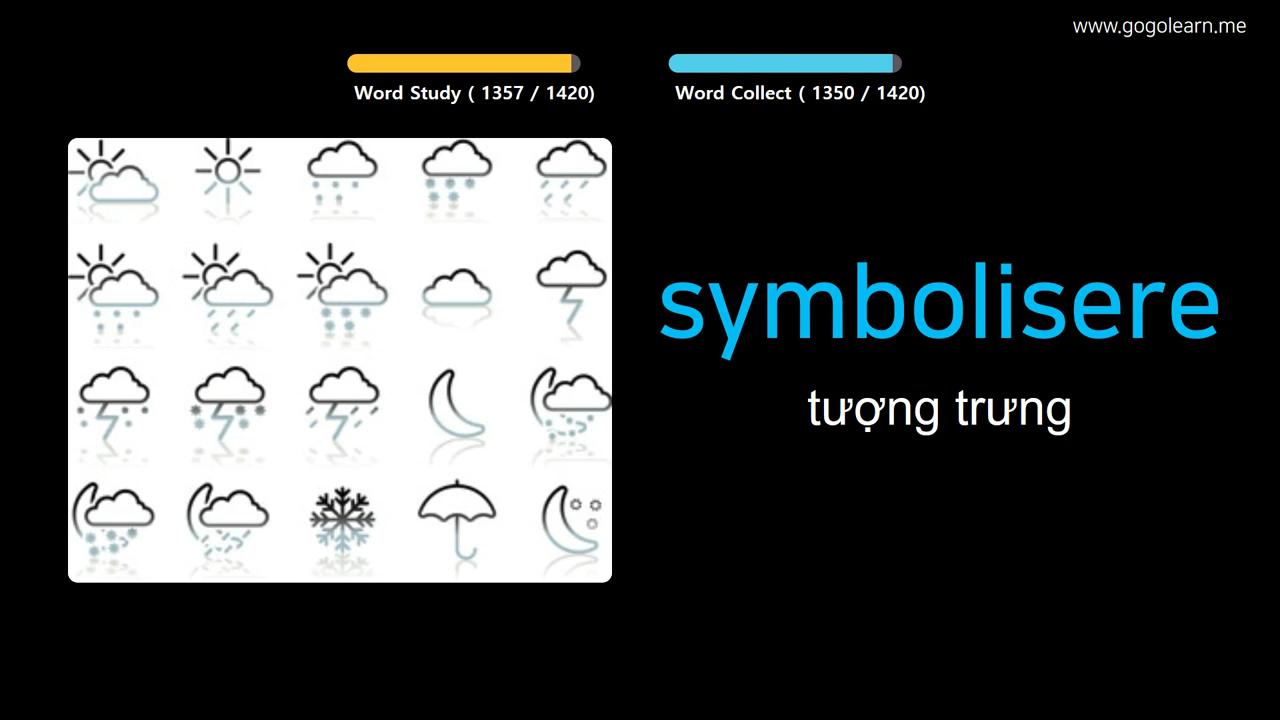 www.gogolearn.me
Word Study ( 1357 / 1420)
Word Collect ( 1350 / 1420)
symbolisere
tượng trưng